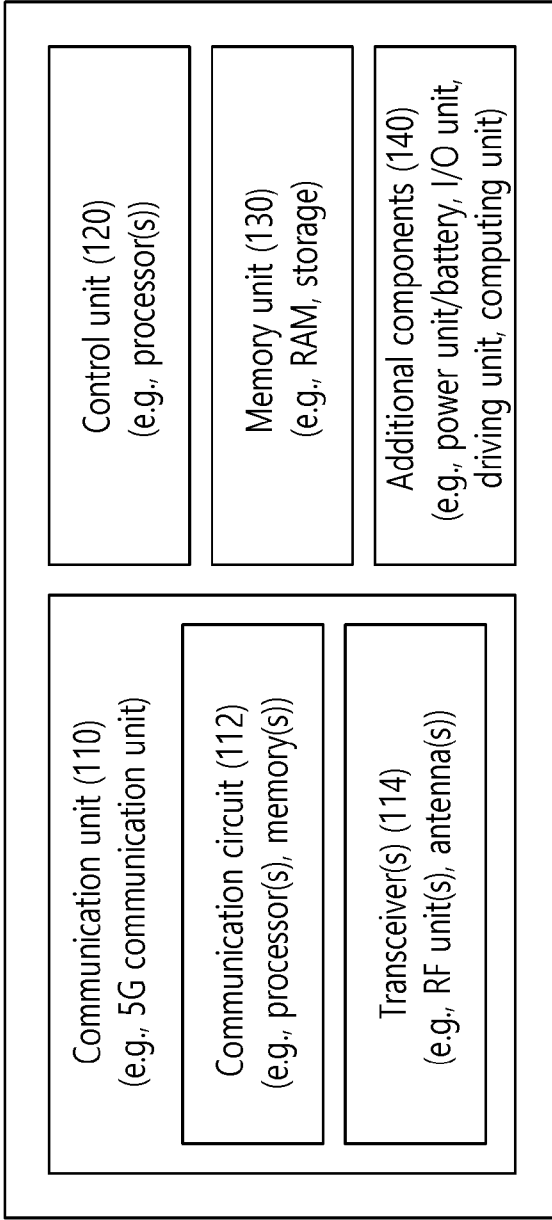 Communication unit (110)
(e.g., 5G communication unit)
Communication circuit (112)
(e.g., processor(s), memory(s))
Transceiver(s) (114)
(e.g., RF unit(s), antenna(s))
Control unit (120)
(e.g., processor(s))
Memory unit (130)
(e.g., RAM, storage)
Additional components (140)
(e.g., power unit/battery, I/O unit,
driving unit, computing unit)